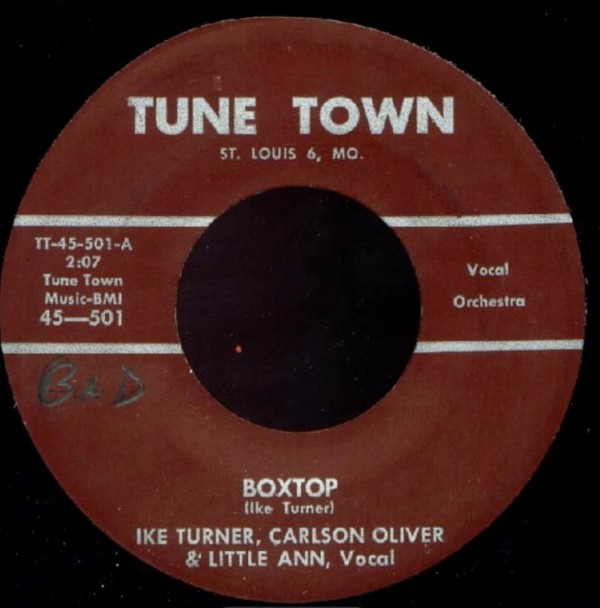 TUNE TOWN
ST. LOUIS 6, MO.
TT-45-501-A
2:07
Tune Town
Music-BMI
45—501
Vocal
Orchestra
BAD
BOXTOP
(Ike Turner)
IKE TURNER, CARLSON OLIVER
& LITTLE ANN, Vocal